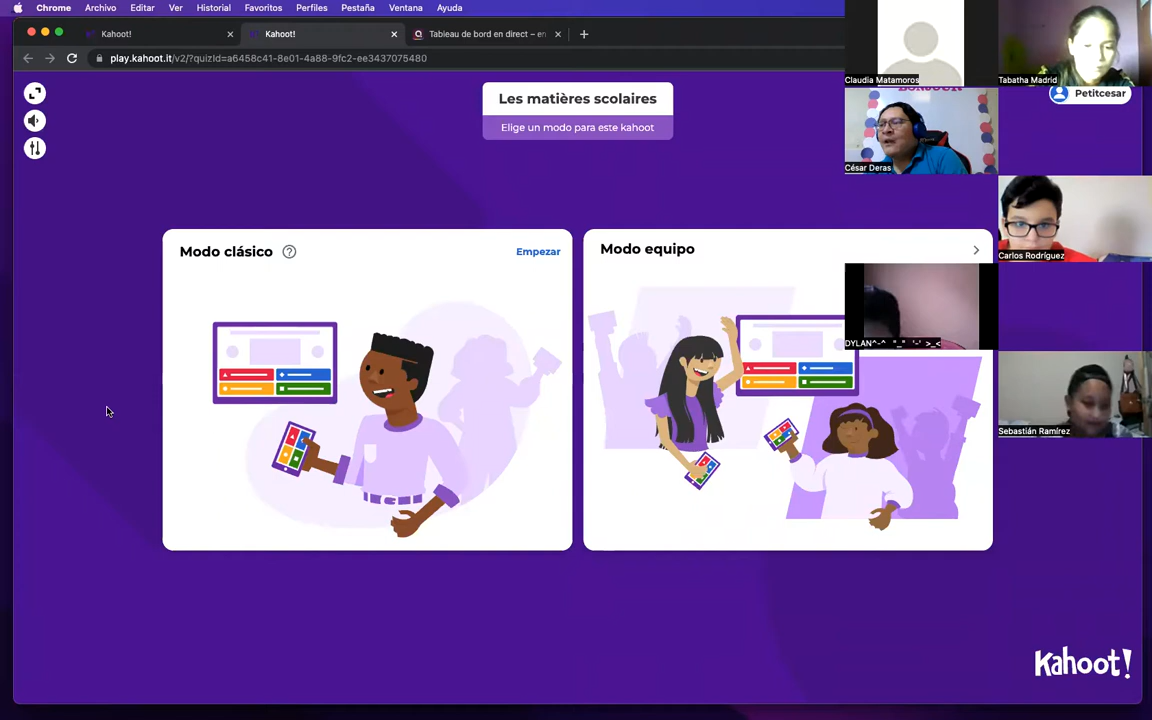 Chrome Archivo Editar Ver Historial Favoritos Perfiles Pestaña Ventana Ayuda
Kahoot!
Kahoot!
Tableau de bord en direct – en
play.kahoot.it/v2/?quizId=a6458c41-8e01-4a88-9fc2-ee3437075480
Les matières scolaires
Elige un modo para este kahoot
Petitcesar
Modo clásico
Empezar
Modo equipo
Claudia Matamoros
Tabatha Madrid
BONJOUR
César Deras
Carlos Rodríguez
DYLAN^-^ "_" '-' >_<
Sebastián Ramírez
Kahoot!